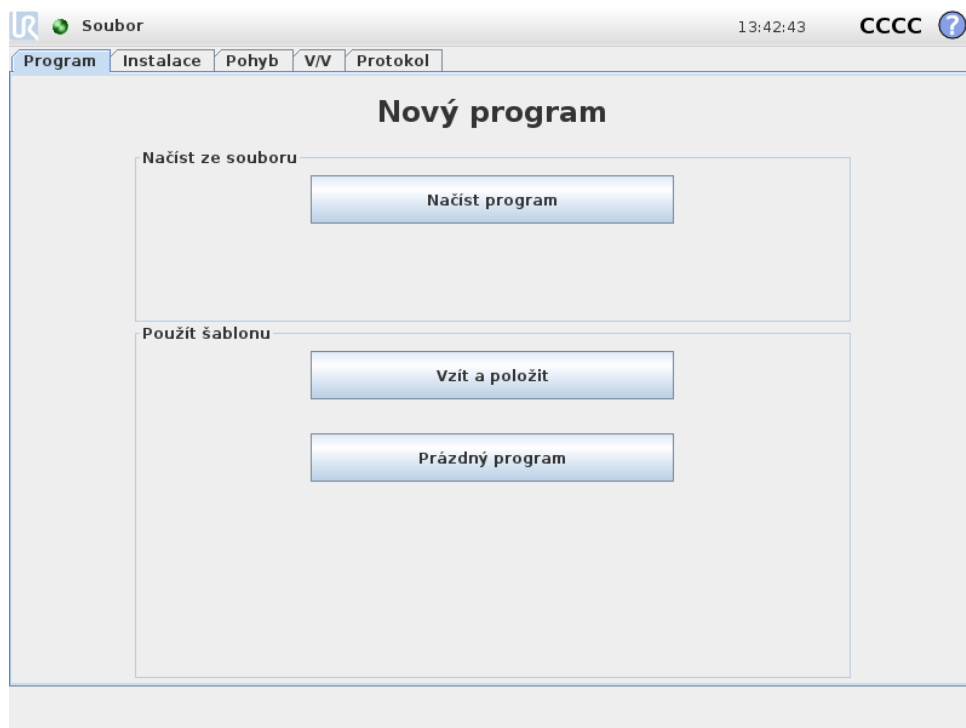 UR Soubor 13:42:43 CCCC ?
Program Instalace Pohyb V/V Protokol
Nový program
Načíst ze souboru
Načíst program
Použít šablonu
Vzít a položit
Prázdný program